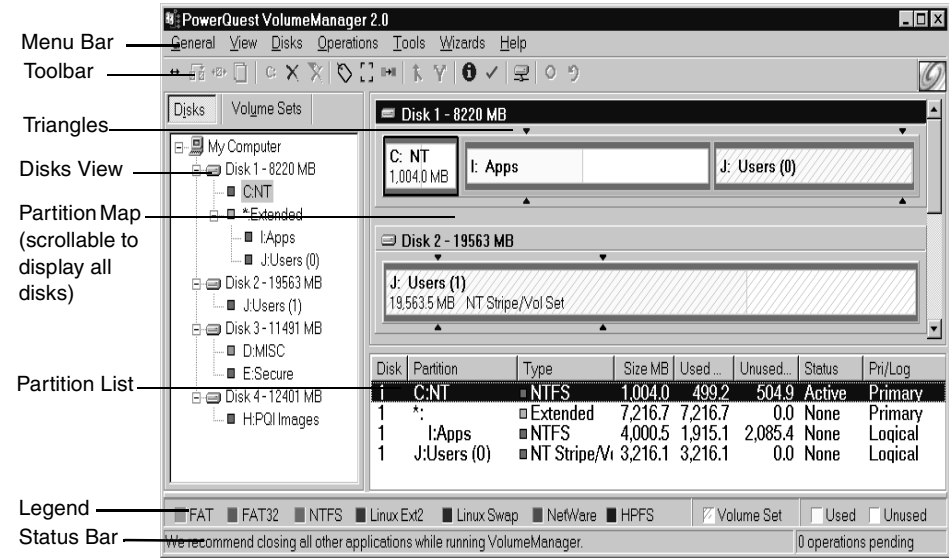 PowerQuest VolumeManager 2.0
Menu Bar
General View Disks Operations Tools Wizards Help
Toolbar
Disks Volume Sets
Triangles
Disks View
Partition Map
(scrollable to
display all
disks)
My Computer
Disk 1 - 8220 MB
C:NT
*:Extended
I:Apps
J:Users (0)
Disk 2 - 19563 MB
J:Users (1)
Disk 3 - 11491 MB
D:MISC
E:Secure
Disk 4 - 12401 MB
H:PQI Images
Disk 1 - 8220 MB
C: NT
1,004.0 MB
I: Apps
J: Users (0)
Disk 2 - 19563 MB
J: Users (1)
19,563.5 MB NT Stripe/Vol Set
Partition List
Disk Partition Type Size MB Used ... Unused... Status Pri/Log
1 C:NT NTFS 1,004.0 499.2 504.9 Active Primary
1 *: Extended 7,216.7 7,216.7 0.0 None Primary
1 I:Apps NTFS 4,000.5 1,915.1 2,085.4 None Logical
1 J:Users (0) NT Stripe/V 3,216.1 3,216.1 0.0 None Logical
Legend
FAT FAT32 NTFS Linux Ext2 Linux Swap NetWare HPFS Volume Set Used Unused
Status Bar
We recommend closing all other applications while running VolumeManager. 0 operations pending